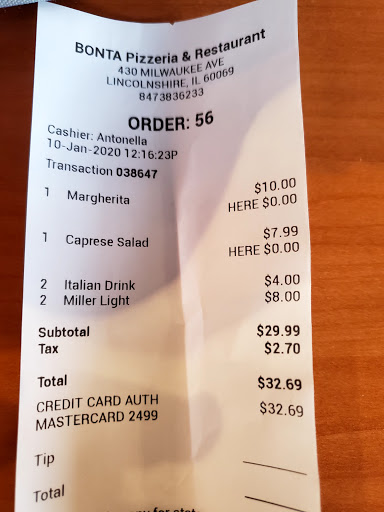 BONTA Pizzeria & Restaurant
430 MILWAUKEE AVE
LINCOLNSHIRE, IL 60069
8473836233
ORDER: 56
Cashier: Antonella
10-Jan-2020 12:16:23P
Transaction 038647
1 Margherita $10.00
HERE $0.00
1 Caprese Salad $7.99
HERE $0.00
2 Italian Drink $4.00
2 Miller Light $8.00
Subtotal $29.99
Tax $2.70
Total $32.69
CREDIT CARD AUTH $32.69
MASTERCARD 2499
Tip
Total